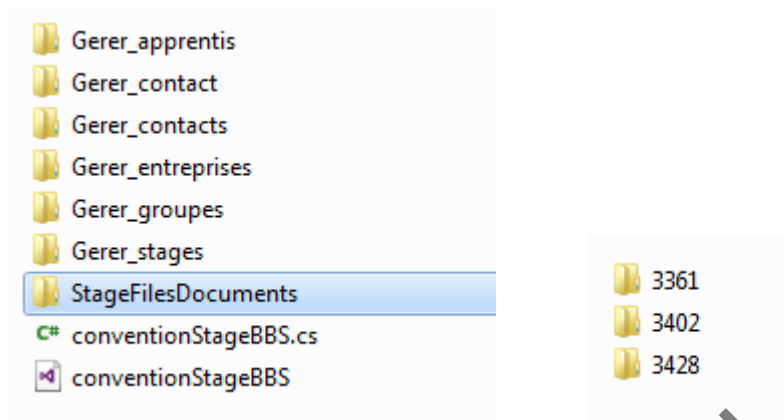 Gerer_apprentis
Gerer_contact
Gerer_contacts
Gerer_entreprises
Gerer_groupes
Gerer_stages
StageFilesDocuments
C# conventionStageBBS.cs
conventionStageBBS
3361
3402
3428